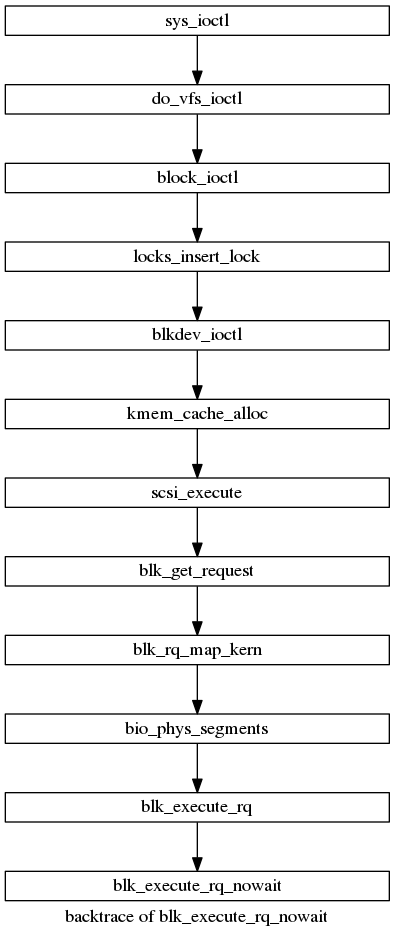 sys_ioctl
do_vfs_ioctl
block_ioctl
locks_insert_lock
blkdev_ioctl
kmem_cache_alloc
scsi_execute
blk_get_request
blk_rq_map_kern
bio_phys_segments
blk_execute_rq
blk_execute_rq_nowait
backtrace of blk_execute_rq_nowait